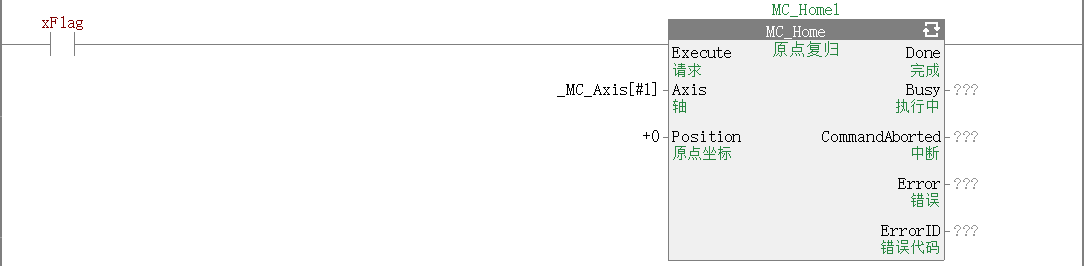 xFlag
MC_Home1
MC_Home
原点复归
Execute
请求
Done
完成
_MC_Axis[#1]
Axis
轴
Busy
???
执行中
+0
Position
原点坐标
CommandAborted
???
中断
Error
???
错误
ErrorID
???
错误代码